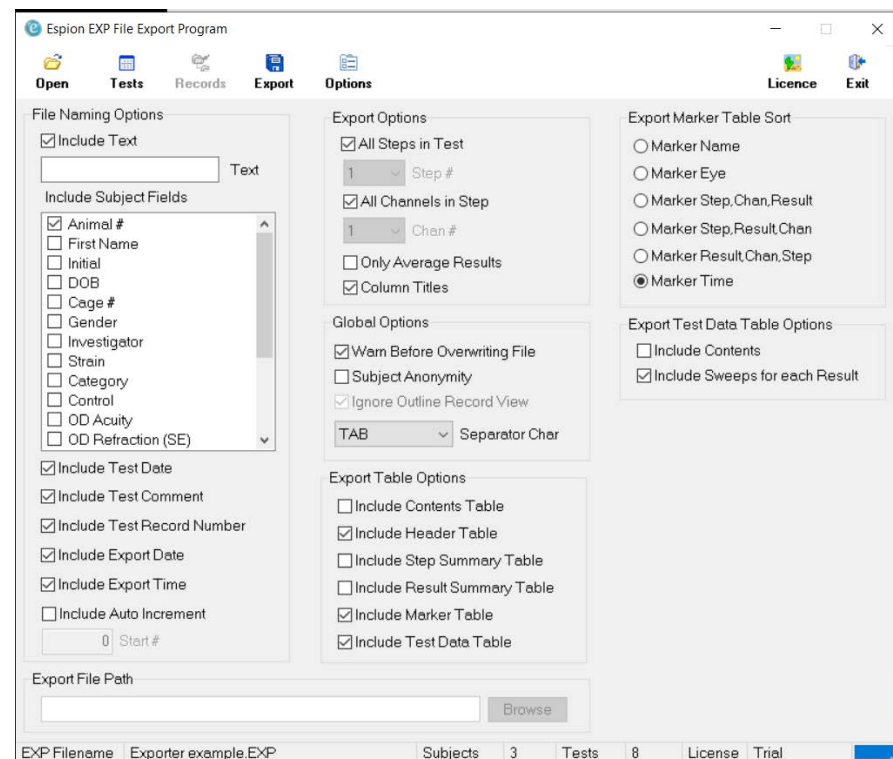 Espion EXP File Export Program
Open Tests Records Export Options Licence Exit
File Naming Options
Include Text
Text
Include Subject Fields
Animal #
First Name
Initial
DOB
Cage #
Gender
Investigator
Strain
Category
Control
OD Acuity
OD Refraction (SE)
Include Test Date
Include Test Comment
Include Test Record Number
Include Export Date
Include Export Time
Include Auto Increment
0 Start #
Export Options
All Steps in Test
1 Step #
All Channels in Step
1 Chan #
Only Average Results
Column Titles
Global Options
Warn Before Overwriting File
Subject Anonymity
Ignore Outline Record View
TAB Separator Char
Export Table Options
Include Contents Table
Include Header Table
Include Step Summary Table
Include Result Summary Table
Include Marker Table
Include Test Data Table
Export Marker Table Sort
Marker Name
Marker Eye
Marker Step,Chan,Result
Marker Step,Result,Chan
Marker Result,Chan,Step
Marker Time
Export Test Data Table Options
Include Contents
Include Sweeps for each Result
Export File Path
Browse
EXP Filename Exporter example.EXP Subjects 3 Tests 8 License Trial